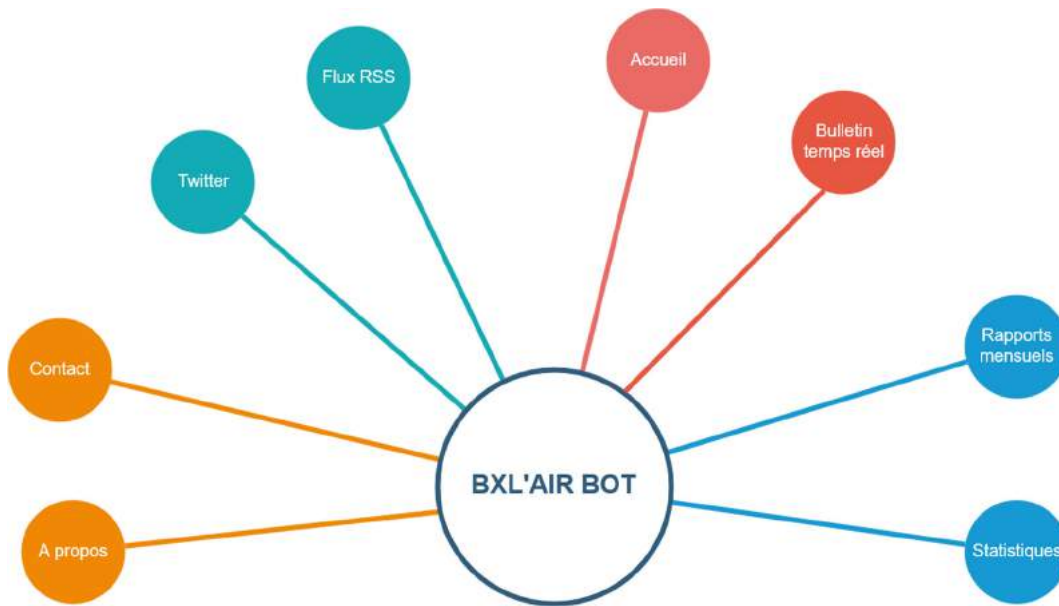 Accueil
Flux RSS
Bulletin
temps réel
Twitter
Rapports
mensuels
Contact
BXL'AIR BOT
A propos
Statistiques